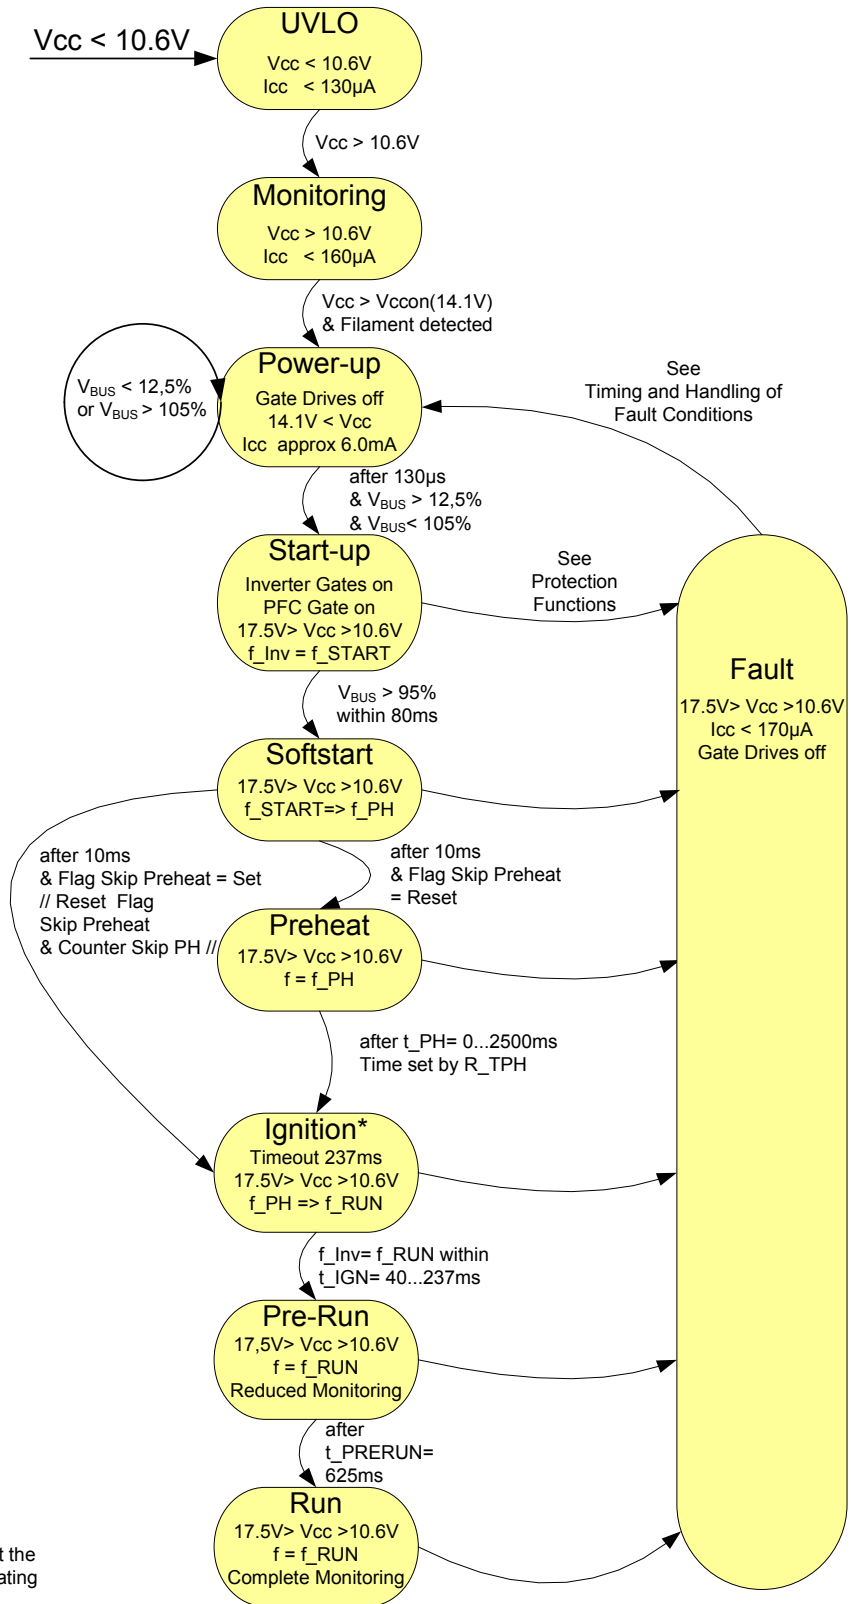 Vcc < 10.6V
UVLO
Vcc < 10.6V
Icc < 130µA
Vcc > 10.6V
Monitoring
Vcc > 10.6V
Icc < 160µA
Vcc > Vccon(14.1V)
& Filament detected
V_BUS < 12,5%
or V_BUS > 105%
Power-up
Gate Drives off
14.1V < Vcc
Icc approx 6.0mA
See
Timing and Handling of
Fault Conditions
after 130µs
& V_BUS > 12,5%
& V_BUS< 105%
Start-up
Inverter Gates on
PFC Gate on
17.5V> Vcc >10.6V
f_Inv = f_START
See
Protection
Functions
Fault
17.5V> Vcc >10.6V
Icc < 170µA
Gate Drives off
V_BUS > 95%
within 80ms
Softstart
17.5V> Vcc >10.6V
f_START=> f_PH
after 10ms
& Flag Skip Preheat = Set
// Reset Flag
Skip Preheat
& Counter Skip PH //
after 10ms
& Flag Skip Preheat
= Reset
Preheat
17.5V> Vcc >10.6V
f = f_PH
after t_PH= 0...2500ms
Time set by R_TPH
Ignition*
Timeout 237ms
17.5V> Vcc >10.6V
f_PH => f_RUN
f_Inv= f_RUN within
t_IGN= 40...237ms
Pre-Run
17,5V> Vcc >10.6V
f = f_RUN
Reduced Monitoring
after
t_PRERUN=
625ms
Run
17.5V> Vcc >10.6V
f = f_RUN
Complete Monitoring
t the
ating